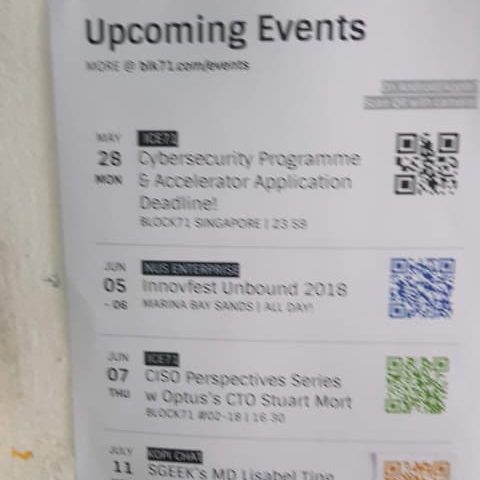 Upcoming Events
MORE @ blk71.com/events
MAY
28
MON
ICE71
Cybersecurity Programme
& Accelerator Application
Deadline!
BLOCK71 SINGAPORE | 23 59
JUN
05
- 06
NUS ENTERPRISE
Innovfest Unbound 2018
MARINA BAY SANDS | ALL DAY!
JUN
07
THU
ICE71
CISO Perspectives Series
w Optus's CTO Stuart Mort
BLOCK71 #02-18 | 16 30
JULY
11
KOPI CHAT
SGEEK's MD Lisabel Ting